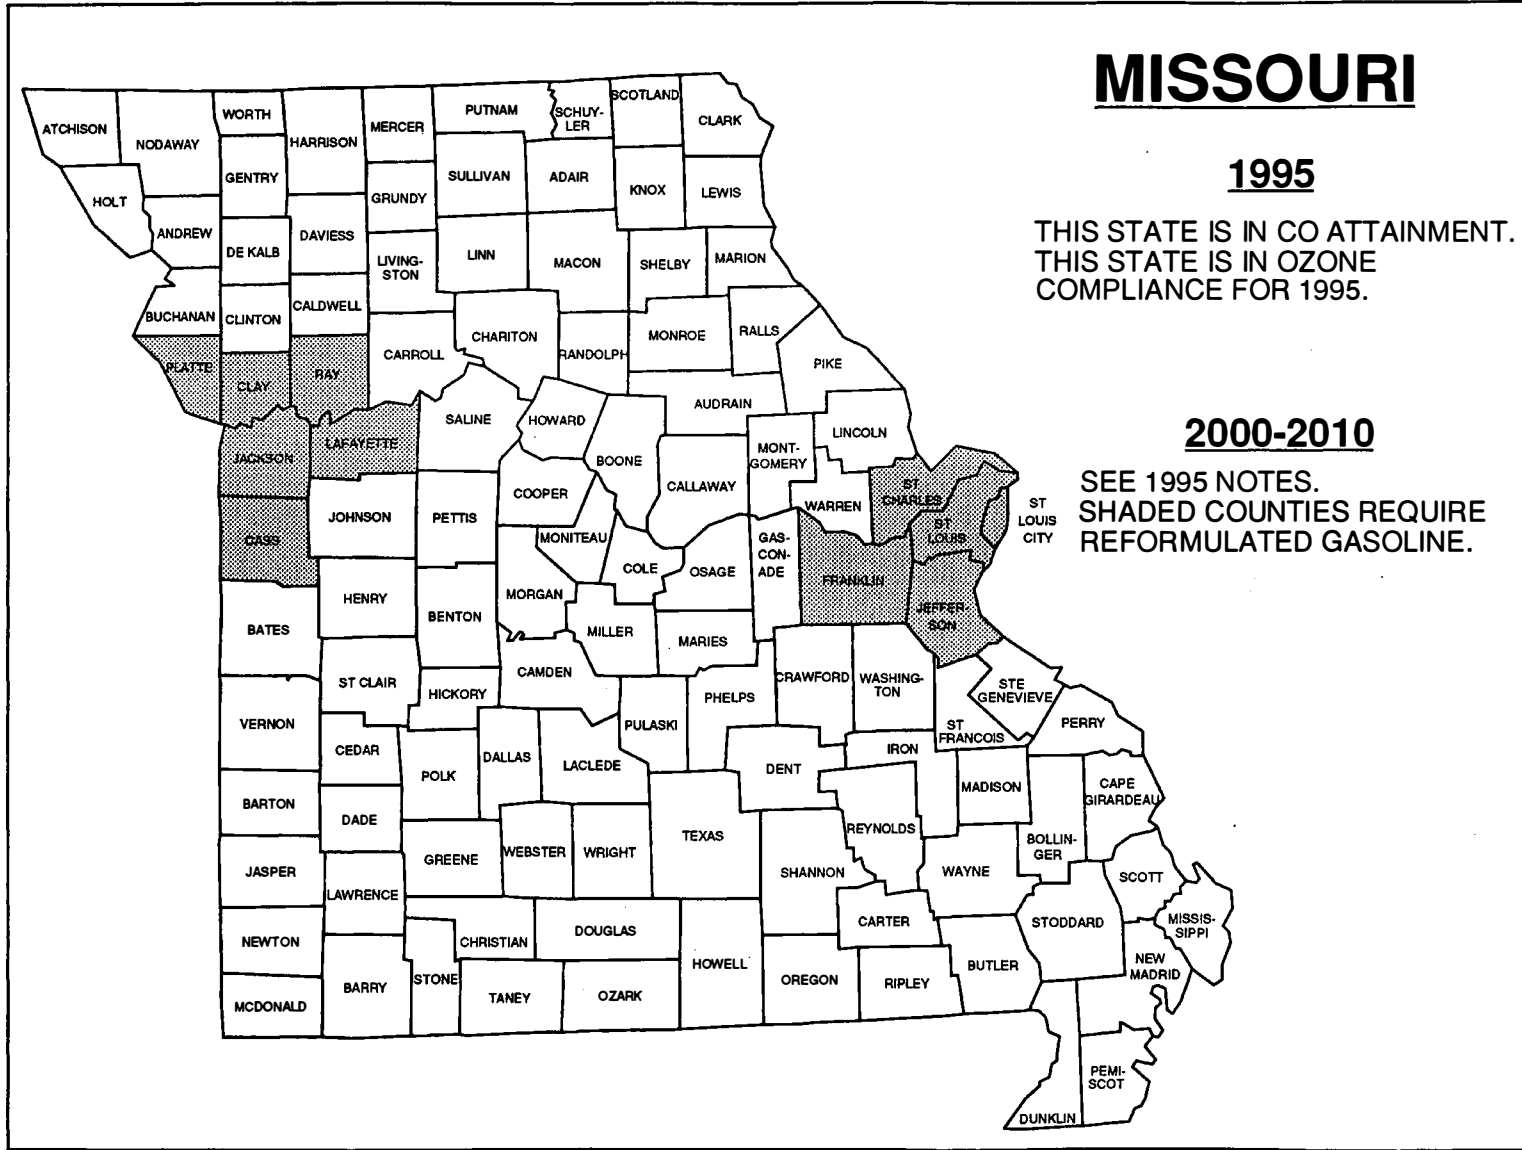 MISSOURI
1995
THIS STATE IS IN CO ATTAINMENT.
THIS STATE IS IN OZONE
COMPLIANCE FOR 1995.
2000-2010
SEE 1995 NOTES.
SHADED COUNTIES REQUIRE
REFORMULATED GASOLINE.
ATCHISON
NODAWAY
WORTH
HARRISON
MERCER
PUTNAM
SCHUY-
LER
SCOTLAND
CLARK
HOLT
GENTRY
GRUNDY
SULLIVAN
ADAIR
KNOX
LEWIS
ANDREW
DE KALB
DAVIESS
LIVING-
STON
LINN
MACON
SHELBY
MARION
BUCHANAN
CLINTON
CALDWELL
CHARITON
RANDOLPH
MONROE
RALLS
PIKE
CARROLL
PLATTE
CLAY
RAY
SALINE
HOWARD
AUDRAIN
LINCOLN
JACKSON
LAFAYETTE
BOONE
MONT-
GOMERY
CALLAWAY
COOPER
WARREN
ST
CHARLES
ST
LOUIS
ST
LOUIS
CITY
CASS
JOHNSON
PETTIS
MONITEAU
COLE
OSAGE
GAS-
CON-
ADE
FRANKLIN
JEFFER-
SON
BATES
HENRY
BENTON
MORGAN
MILLER
MARIES
CAMDEN
ST CLAIR
HICKORY
PULASKI
PHELPS
CRAWFORD
WASHING-
TON
STE
GENEVIEVE
ST
FRANCOIS
PERRY
VERNON
CEDAR
POLK
DALLAS
LACLEDE
DENT
IRON
MADISON
CAPE
GIRARDEAU
BARTON
DADE
GREENE
WEBSTER
WRIGHT
TEXAS
REYNOLDS
BOLLIN-
GER
JASPER
LAWRENCE
SHANNON
WAYNE
SCOTT
CARTER
STODDARD
MISSIS-
SIPPI
NEWTON
CHRISTIAN
DOUGLAS
HOWELL
OREGON
RIPLEY
BUTLER
NEW
MADRID
MCDONALD
BARRY
STONE
TANEY
OZARK
PEMI-
SCOT
DUNKLIN